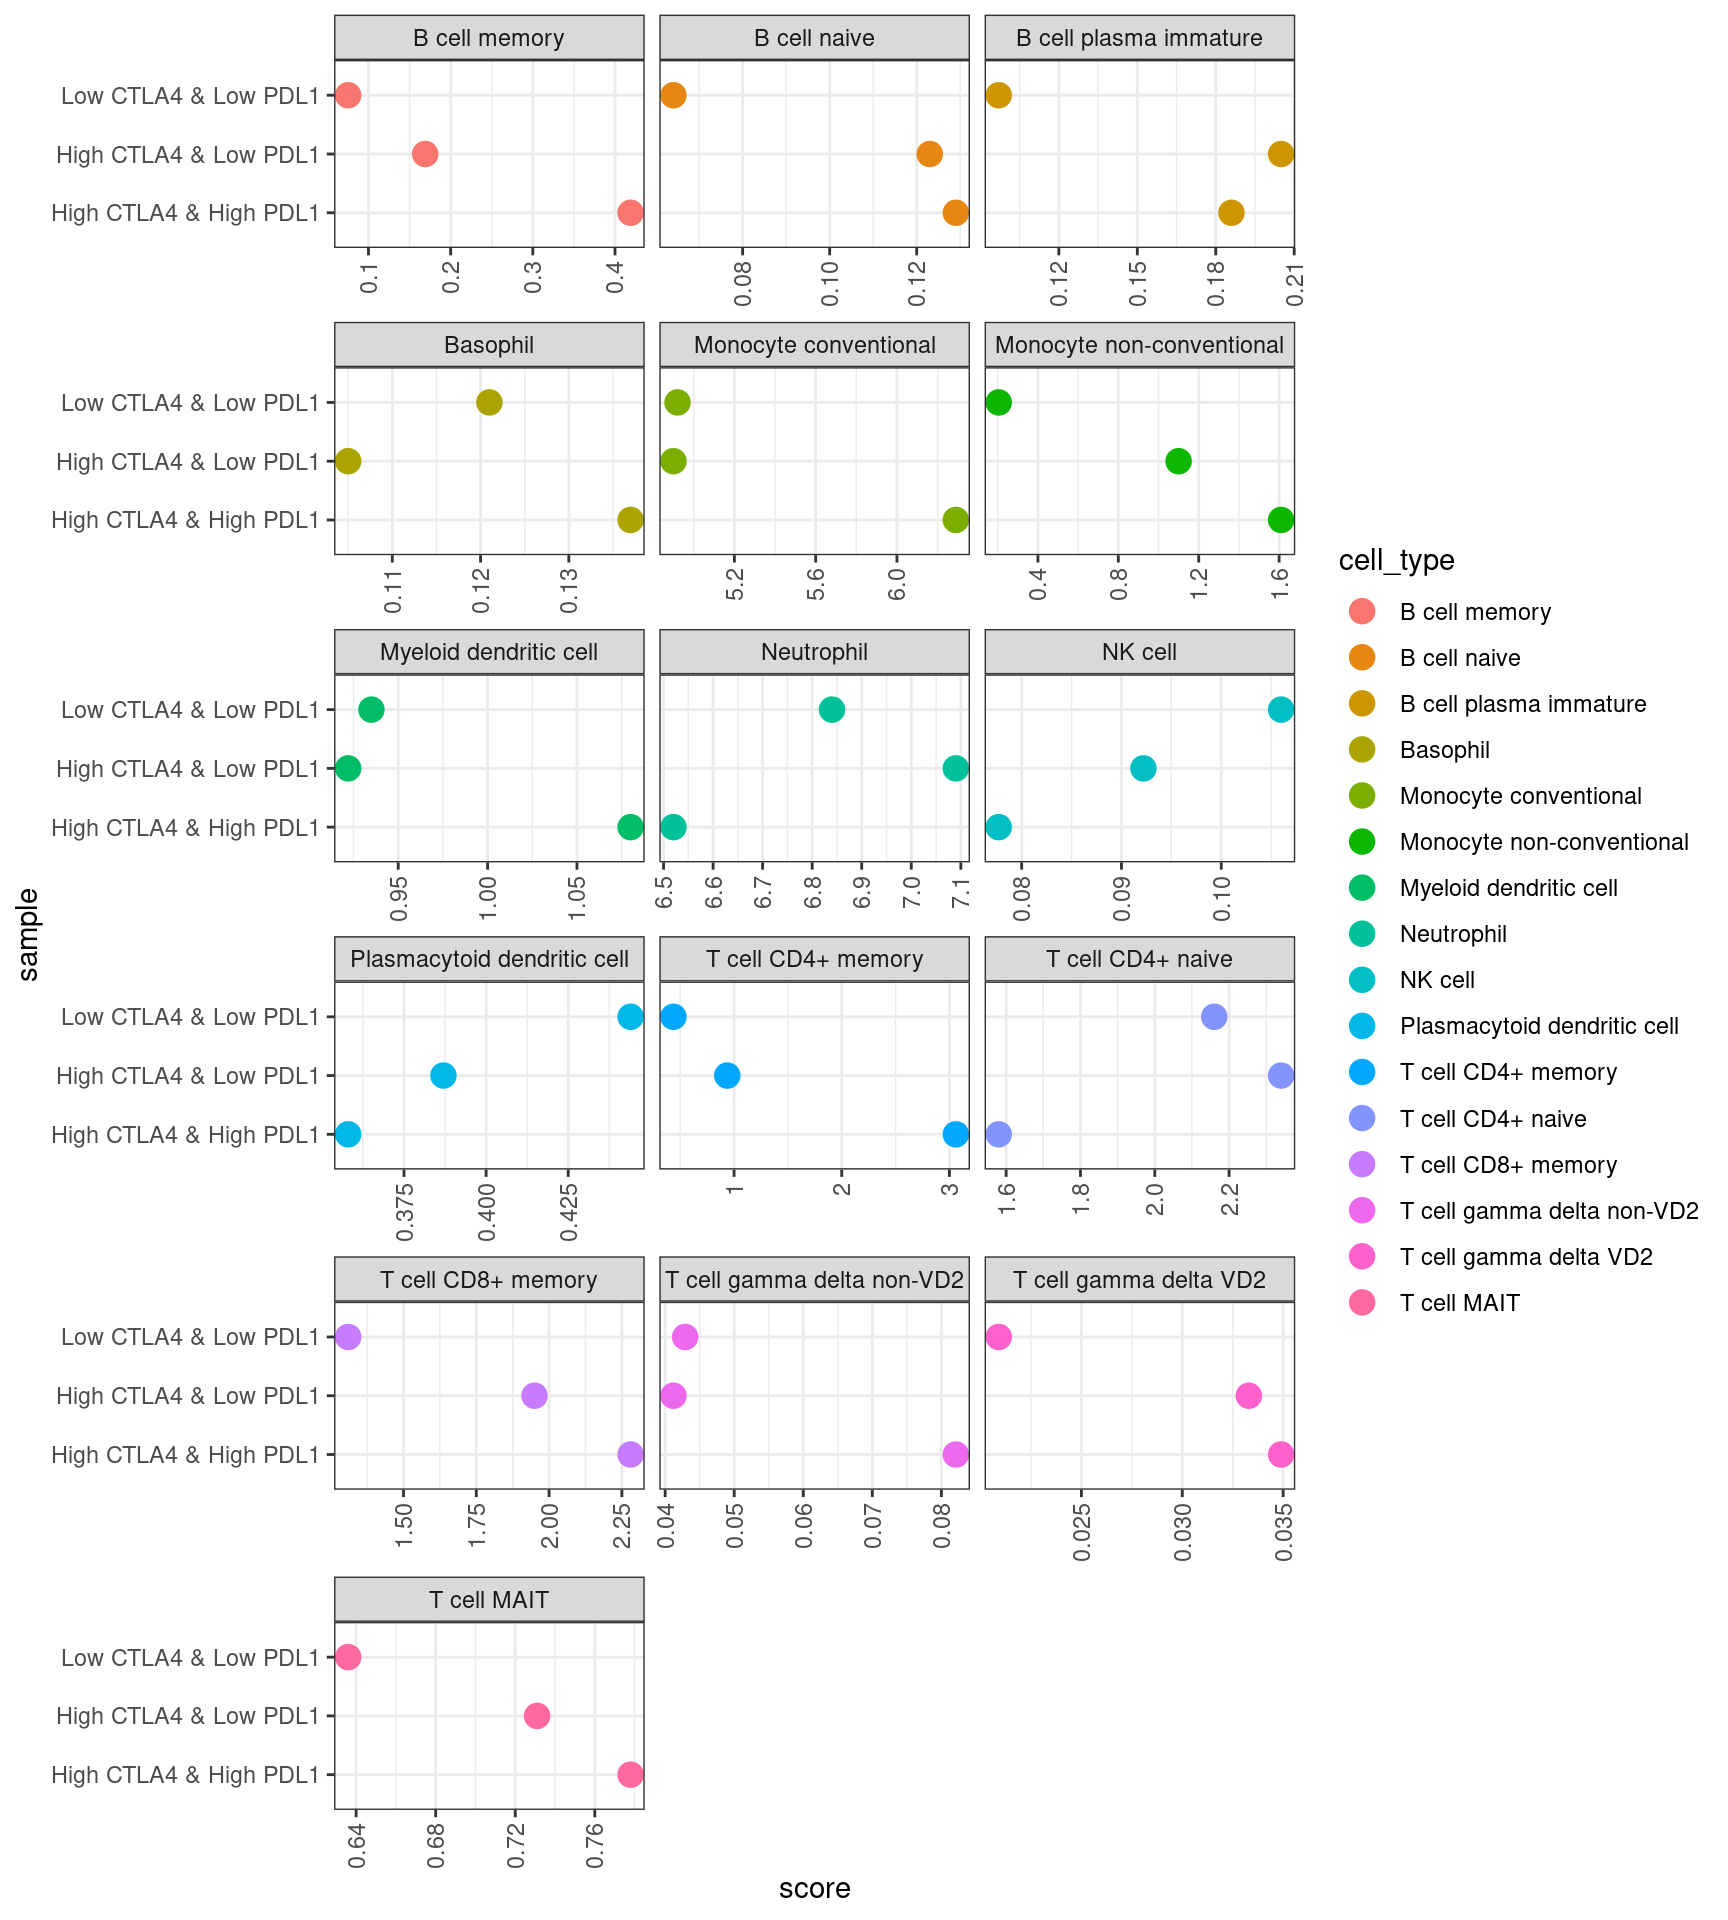 B cell memory
B cell naive
B cell plasma immature
Low CTLA4 & Low PDL1
High CTLA4 & Low PDL1
High CTLA4 & High PDL1
0.1
0.2
0.3
0.4
0.08
0.10
0.12
0.12
0.15
0.18
0.21
Basophil
Monocyte conventional
Monocyte non-conventional
Low CTLA4 & Low PDL1
High CTLA4 & Low PDL1
High CTLA4 & High PDL1
0.11
0.12
0.13
5.2
5.6
6.0
0.4
0.8
1.2
1.6
Myeloid dendritic cell
Neutrophil
NK cell
Low CTLA4 & Low PDL1
High CTLA4 & Low PDL1
High CTLA4 & High PDL1
0.95
1.00
1.05
6.5
6.6
6.7
6.8
6.9
7.0
7.1
0.08
0.09
0.10
Plasmacytoid dendritic cell
T cell CD4+ memory
T cell CD4+ naive
Low CTLA4 & Low PDL1
High CTLA4 & Low PDL1
High CTLA4 & High PDL1
0.375
0.400
0.425
1
2
3
1.6
1.8
2.0
2.2
T cell CD8+ memory
T cell gamma delta non-VD2
T cell gamma delta VD2
Low CTLA4 & Low PDL1
High CTLA4 & Low PDL1
High CTLA4 & High PDL1
1.50
1.75
2.00
2.25
0.04
0.05
0.06
0.07
0.08
0.025
0.030
0.035
T cell MAIT
Low CTLA4 & Low PDL1
High CTLA4 & Low PDL1
High CTLA4 & High PDL1
0.64
0.68
0.72
0.76
score
sample
cell_type
B cell memory
B cell naive
B cell plasma immature
Basophil
Monocyte conventional
Monocyte non-conventional
Myeloid dendritic cell
Neutrophil
NK cell
Plasmacytoid dendritic cell
T cell CD4+ memory
T cell CD4+ naive
T cell CD8+ memory
T cell gamma delta non-VD2
T cell gamma delta VD2
T cell MAIT